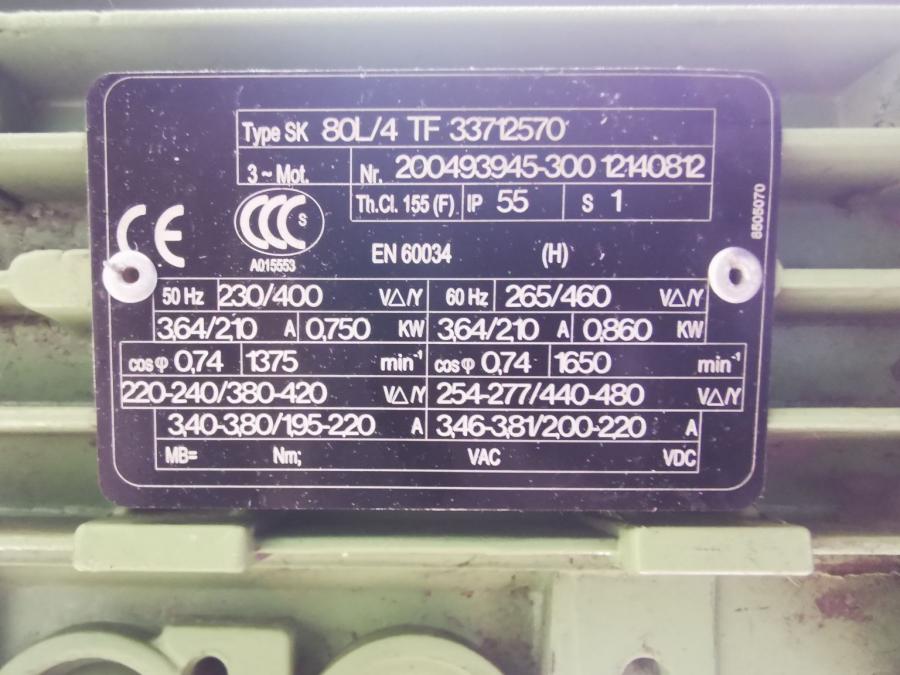 Type SK 80L/4 TF 33712570
3 ~ Mot. Nr. 200493945-300 12140812
Th.Cl. 155 (F) IP 55 S 1
8505070
CE
CCC S
A015553
EN 60034 (H)
50 Hz 230/400 V△/Y 60 Hz 265/460 V△/Y
3,64/2,10 A 0,750 KW 3,64/2,10 A 0,860 KW
cosφ 0,74 1375 min⁻¹ cosφ 0,74 1650 min⁻¹
220-240/380-420 V△/Y 254-277/440-480 V△/Y
3,40-3,80/1,95-2,20 A 3,46-3,81/2,00-2,20 A
MB= Nm; VAC VDC